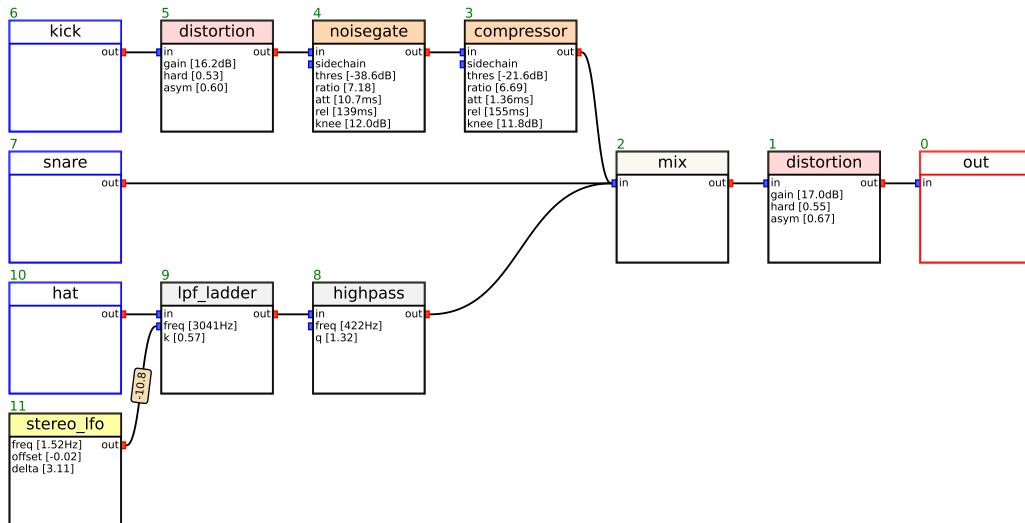 6
kick
out
5
distortion
in out
gain [16.2dB]
hard [0.53]
asym [0.60]
4
noisegate
in out
sidechain
thres [-38.6dB]
ratio [7.18]
att [10.7ms]
rel [139ms]
knee [12.0dB]
3
compressor
in out
sidechain
thres [-21.6dB]
ratio [6.69]
att [1.36ms]
rel [155ms]
knee [11.8dB]
7
snare
out
2
mix
in out
1
distortion
in out
gain [17.0dB]
hard [0.55]
asym [0.67]
0
out
in
10
hat
out
9
lpf_ladder
in out
freq [3041Hz]
k [0.57]
8
highpass
in out
freq [422Hz]
q [1.32]
-10.8
11
stereo_lfo
freq [1.52Hz] out
offset [-0.02]
delta [3.11]